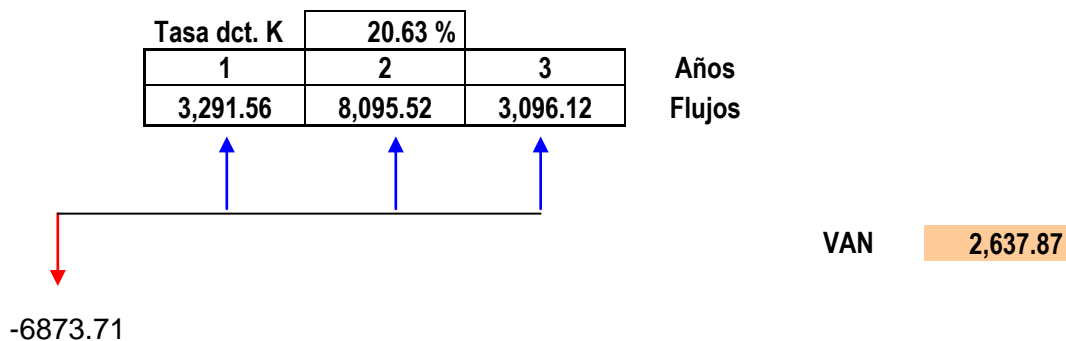 Tasa dct. K 20.63 %
1 2 3 Años
3,291.56 8,095.52 3,096.12 Flujos
VAN 2,637.87
-6873.71